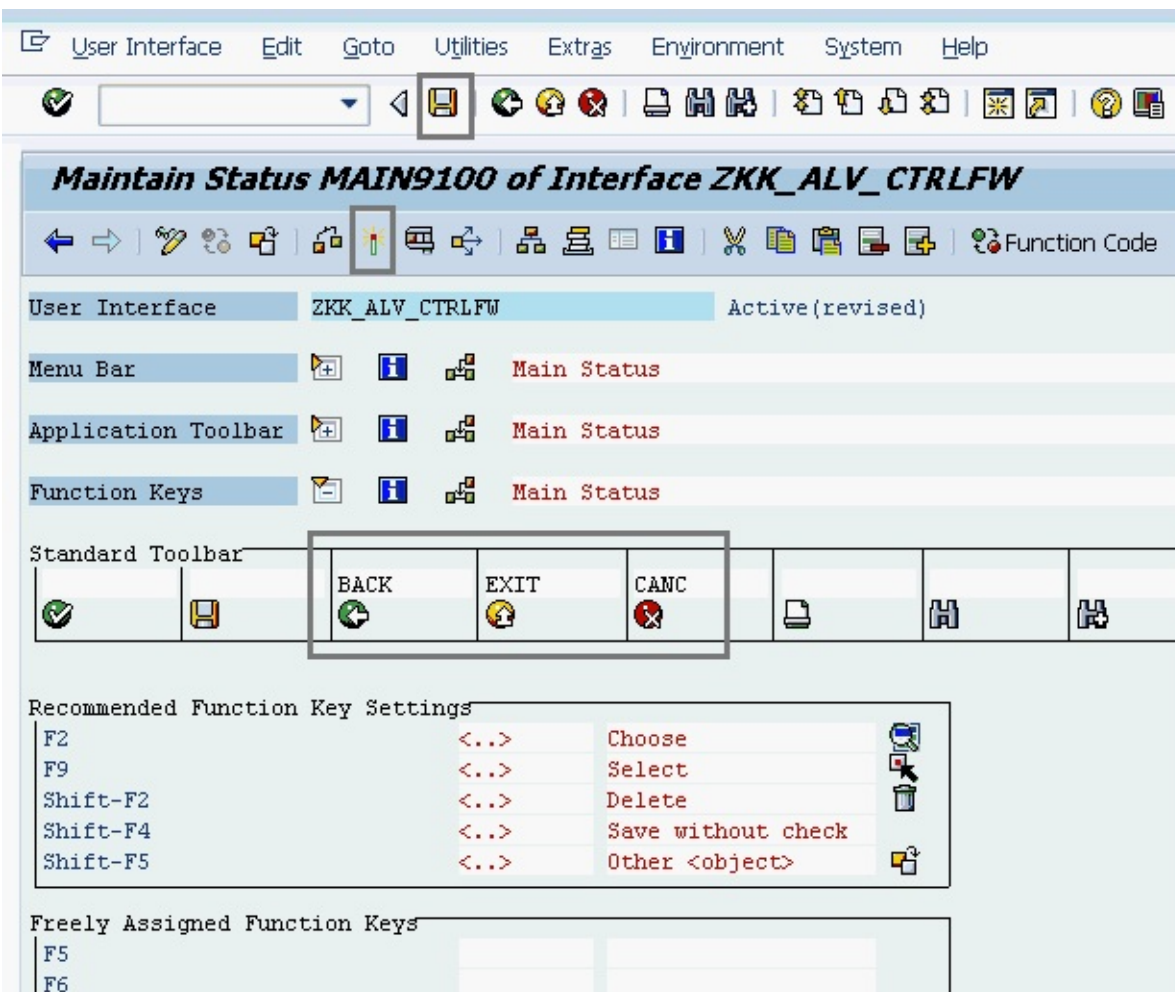 User Interface Edit Goto Utilities Extras Environment System Help
Maintain Status MAIN9100 of Interface ZKK_ALV_CTRLFW
Function Code
User Interface ZKK_ALV_CTRLFW Active(revised)
Menu Bar Main Status
Application Toolbar Main Status
Function Keys Main Status
Standard Toolbar
BACK EXIT CANC
Recommended Function Key Settings
F2 <..> Choose
F9 <..> Select
Shift-F2 <..> Delete
Shift-F4 <..> Save without check
Shift-F5 <..> Other <object>
Freely Assigned Function Keys
F5
F6